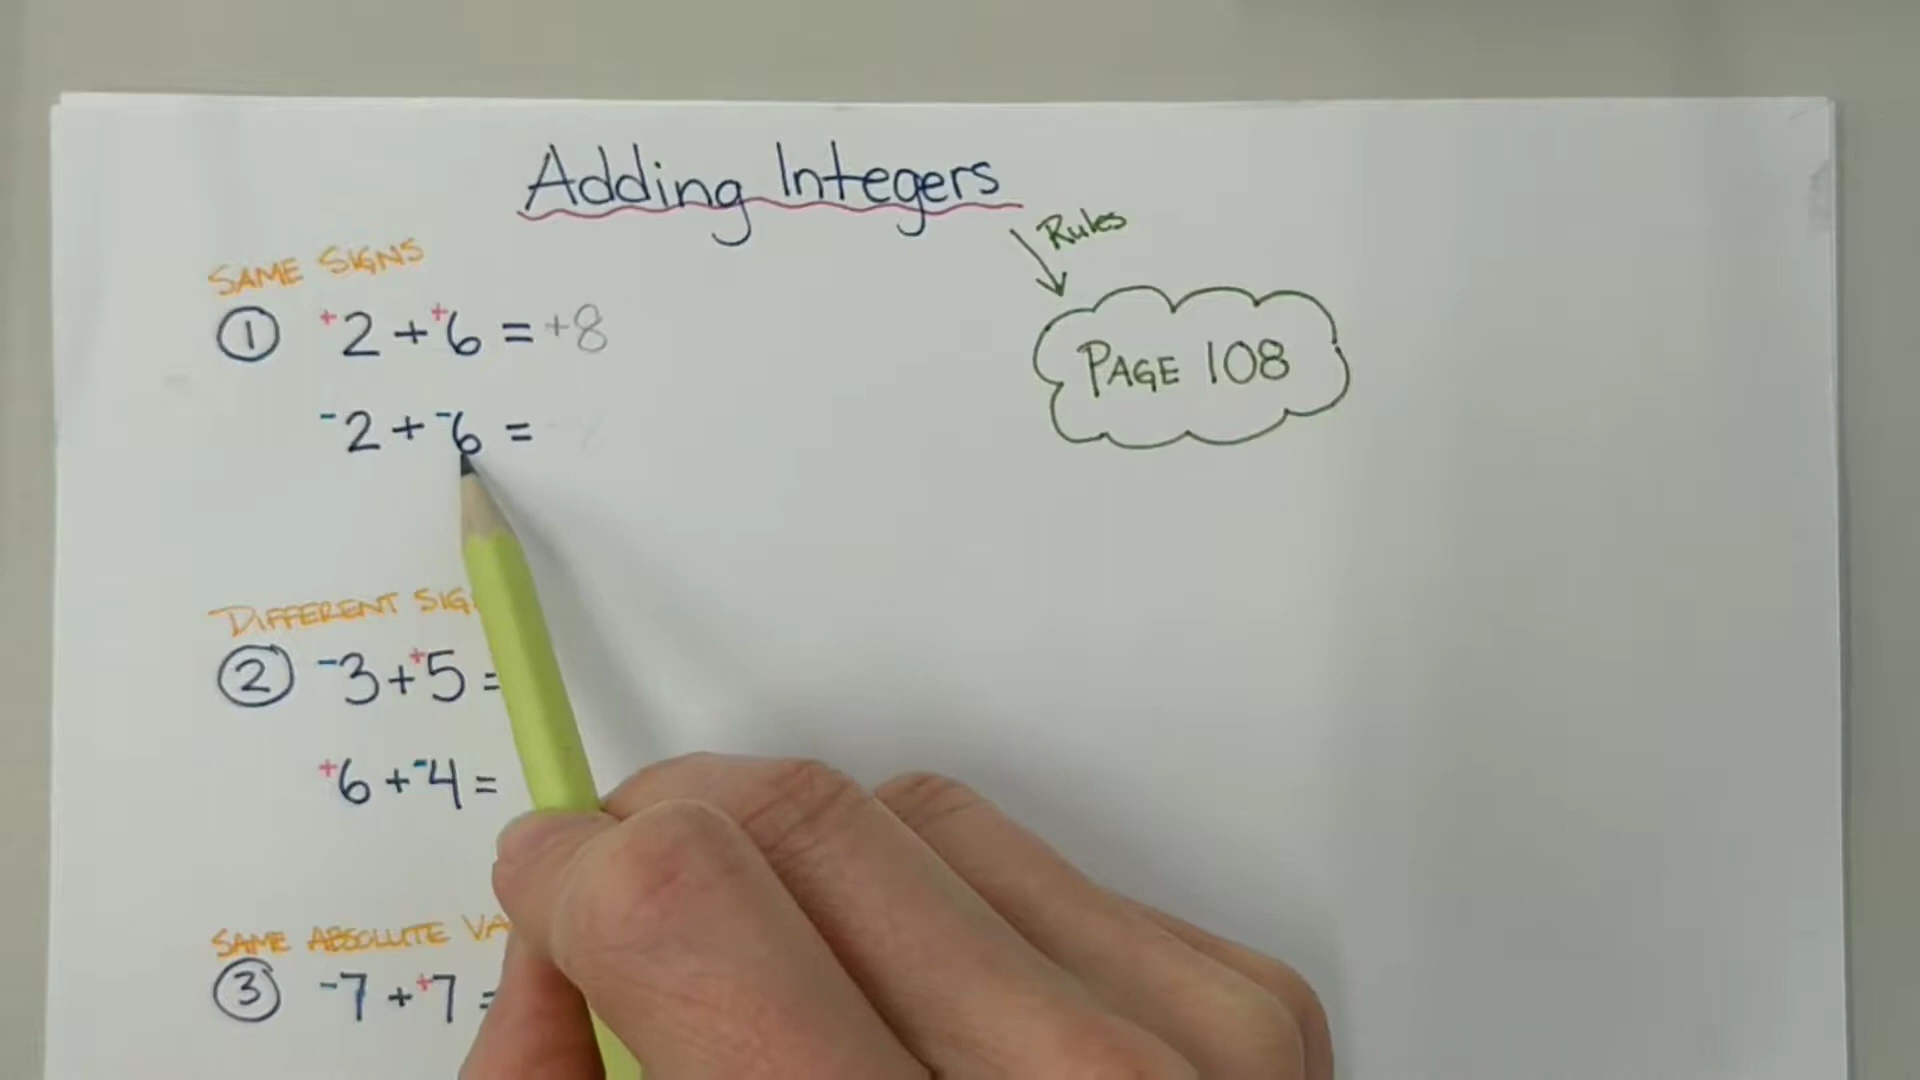 Adding Integers
Rules
PAGE 108
SAME SIGNS
① +2 + +6 = +8
-2 + -6 =
DIFFERENT SIG
② -3 + +5 =
+6 + -4 =
SAME ABSOLUTE VA
③ -7 + +7 =